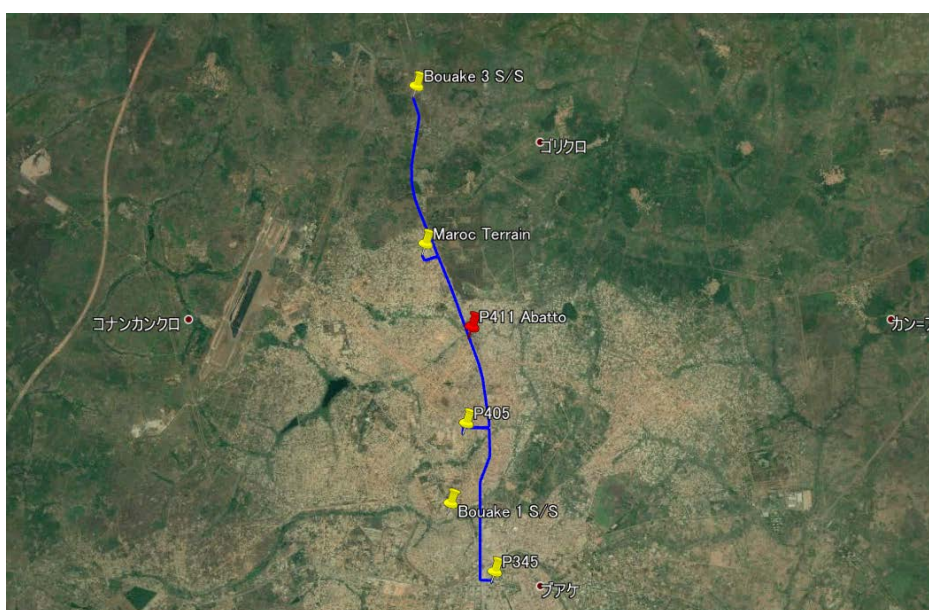 Bouake 3 S/S
ゴリクロ
Maroc Terrain
P411 Abatto
コナンカンクロ
P405
Bouake 1 S/S
P345
ブアケ